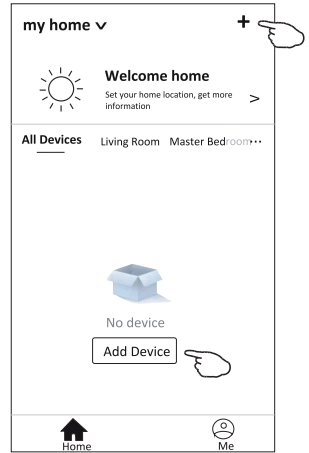 my home
Welcome home
Set your home location, get more
information
All Devices Living Room Master Bedroom...
No device
Add Device
Home Me